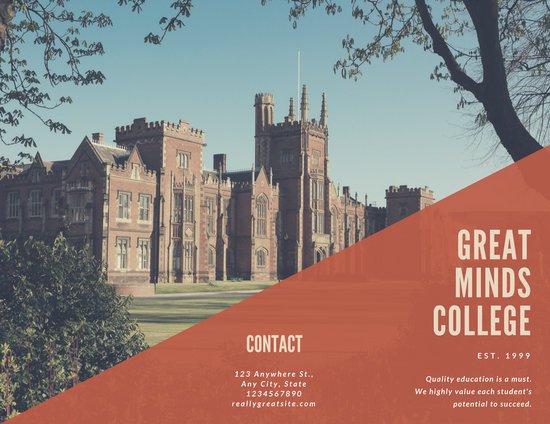 GREAT
MINDS
COLLEGE
EST. 1999
Quality education is a must.
We highly value each student's
potential to succeed.
CONTACT
123 Anywhere St.,
Any City, State
1234567890
reallygreatsite.com